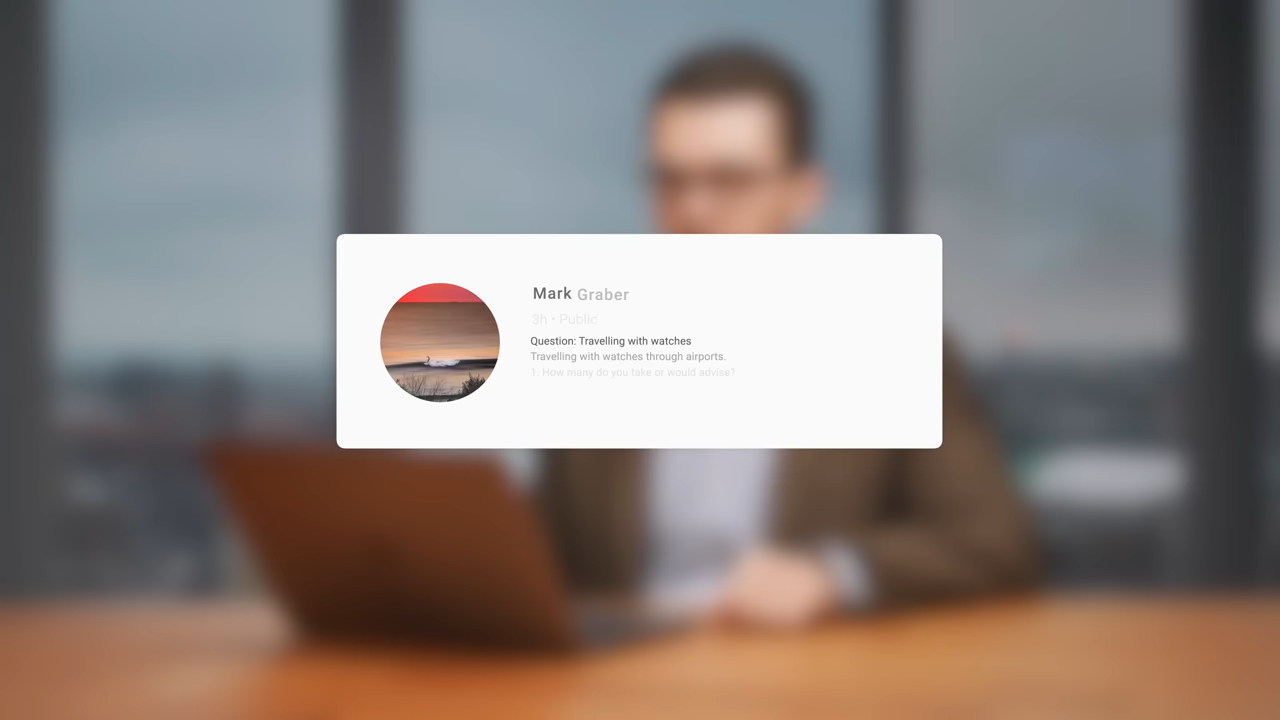 Mark Graber
3h • Public
Question: Travelling with watches
Travelling with watches through airports.
1. How many do you take or would advise?